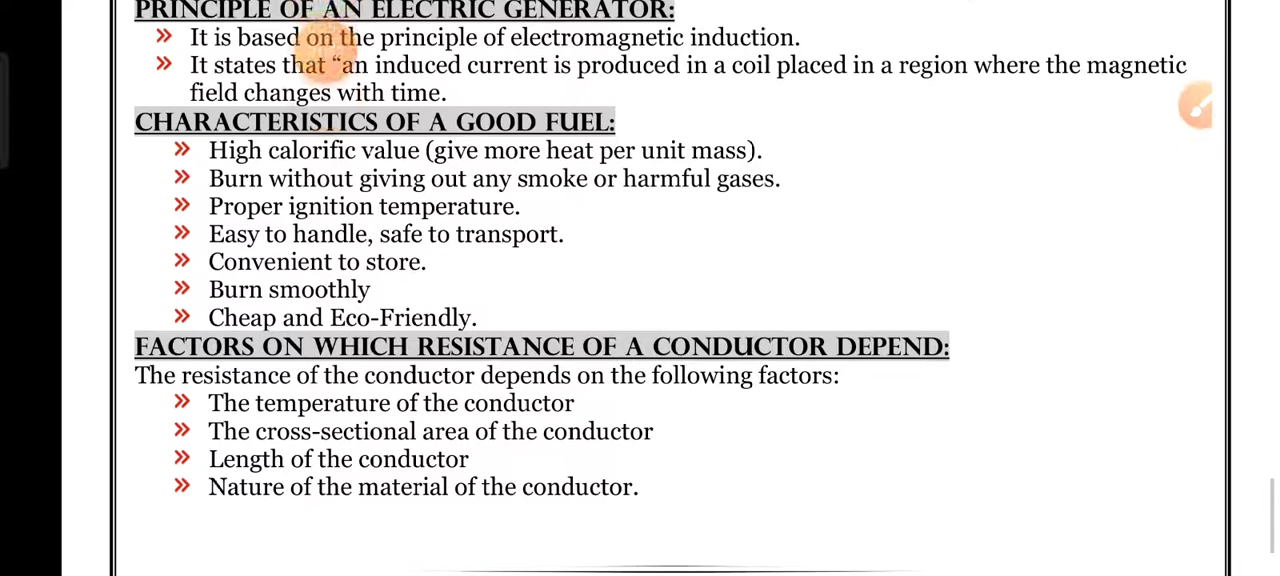 PRINCIPLE OF AN ELECTRIC GENERATOR:
» It is based on the principle of electromagnetic induction.
» It states that “an induced current is produced in a coil placed in a region where the magnetic
field changes with time.
CHARACTERISTICS OF A GOOD FUEL:
» High calorific value (give more heat per unit mass).
» Burn without giving out any smoke or harmful gases.
» Proper ignition temperature.
» Easy to handle, safe to transport.
» Convenient to store.
» Burn smoothly
» Cheap and Eco-Friendly.
FACTORS ON WHICH RESISTANCE OF A CONDUCTOR DEPEND:
The resistance of the conductor depends on the following factors:
» The temperature of the conductor
» The cross-sectional area of the conductor
» Length of the conductor
» Nature of the material of the conductor.